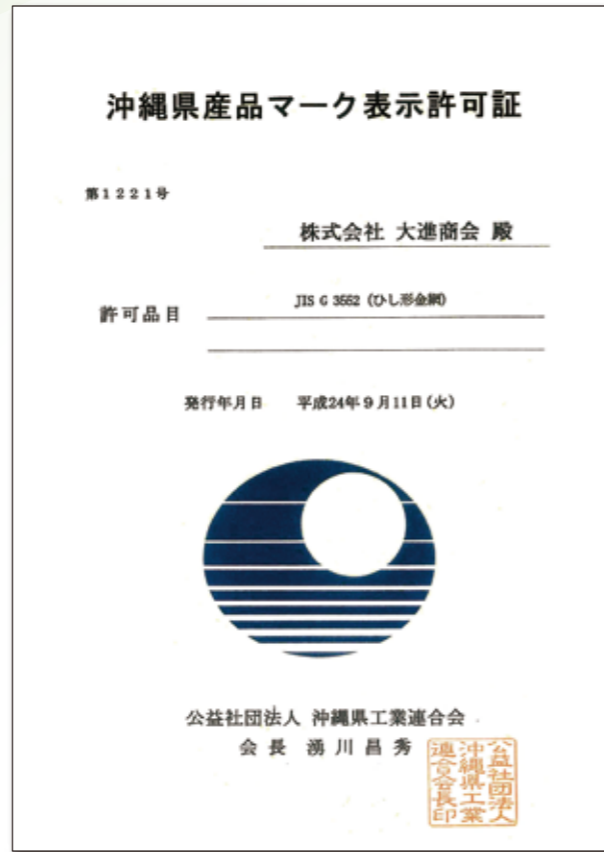 沖縄県産品マーク表示許可証
第1221号
株式会社 大進商会 殿
許可品目 JIS G 3552 (ひし形金網)
発行年月日 平成24年9月11日(火)
公益社団法人 沖縄県工業連合会
会長 湧川昌秀
公益社団法人
沖縄県工業
連合会長印